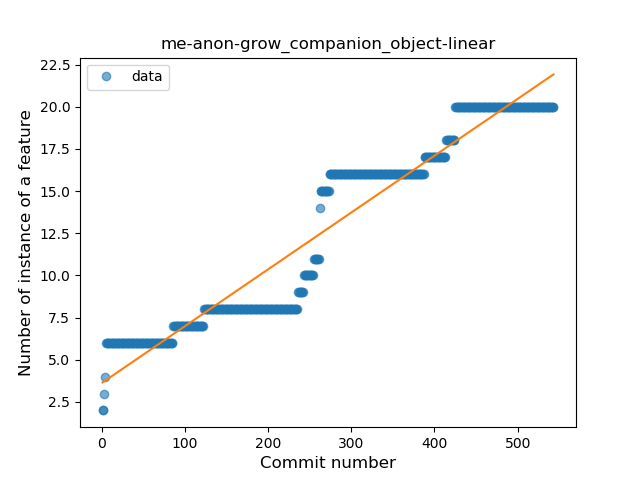 me-anon-grow_companion_object-linear
data
Number of instance of a feature
22.5
20.0
17.5
15.0
12.5
10.0
7.5
5.0
2.5
0 100 200 300 400 500
Commit number